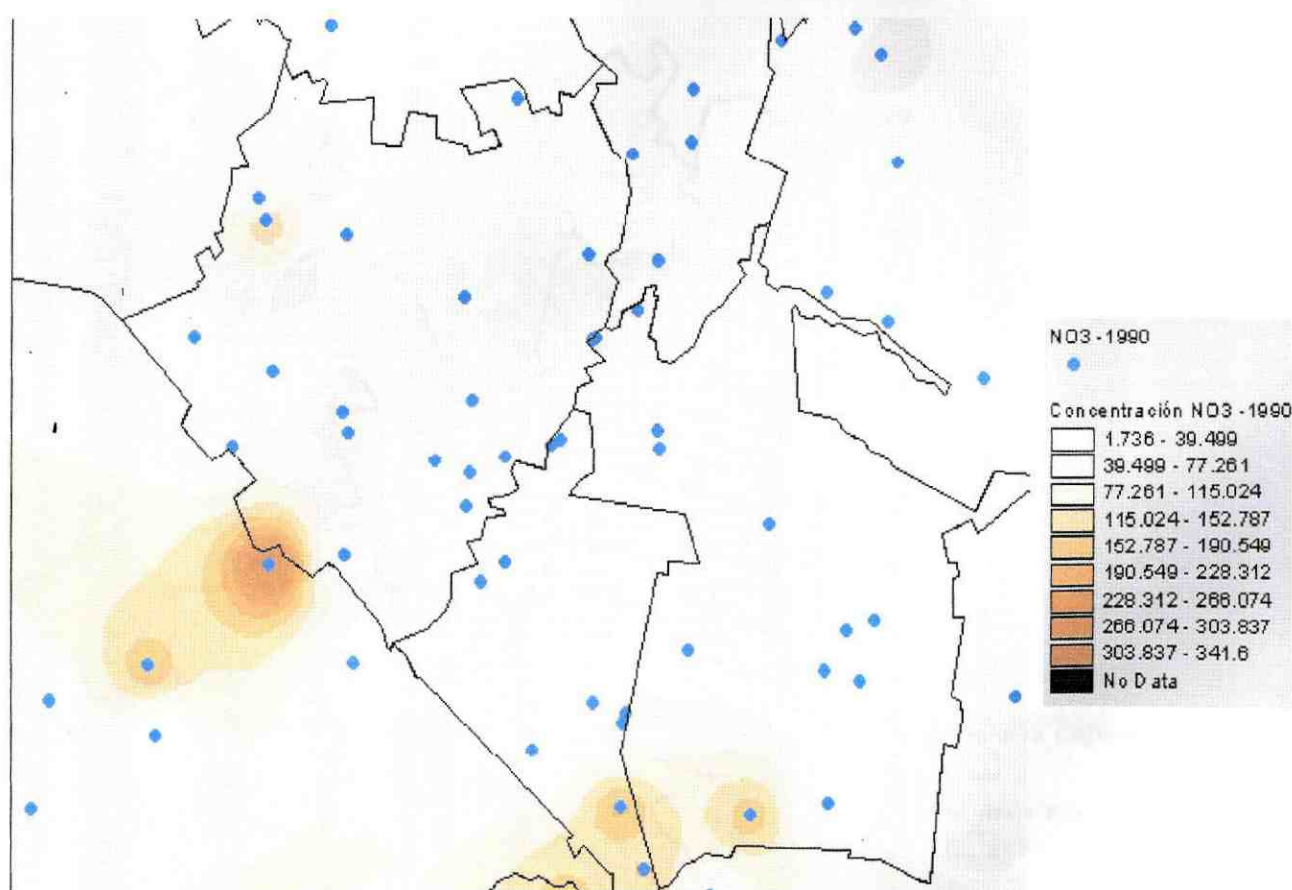 NO3 - 1990
Concentración NO3 - 1990
1.736 - 39.499
39.499 - 77.261
77.261 - 115.024
115.024 - 152.787
152.787 - 190.549
190.549 - 228.312
228.312 - 266.074
266.074 - 303.837
303.837 - 341.6
No Data